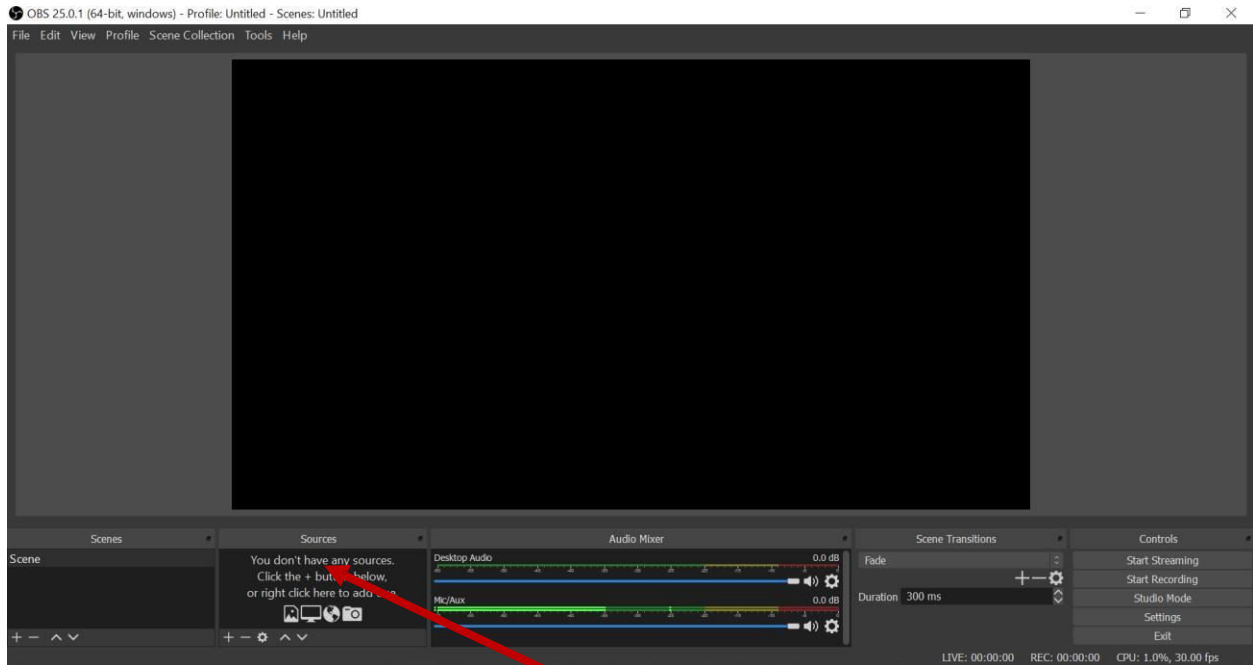 OBS 25.0.1 (64-bit, windows) - Profile: Untitled - Scenes: Untitled
File Edit View Profile Scene Collection Tools Help
Scenes
Scene
Sources
You don't have any sources.
Click the + button below,
or right click here to add
Audio Mixer
Desktop Audio 0.0 dB
Mic/Aux 0.0 dB
Scene Transitions
Fade
Duration 300 ms
Controls
Start Streaming
Start Recording
Studio Mode
Settings
Exit
LIVE: 00:00:00 REC: 00:00:00 CPU: 1.0%, 30.00 fps